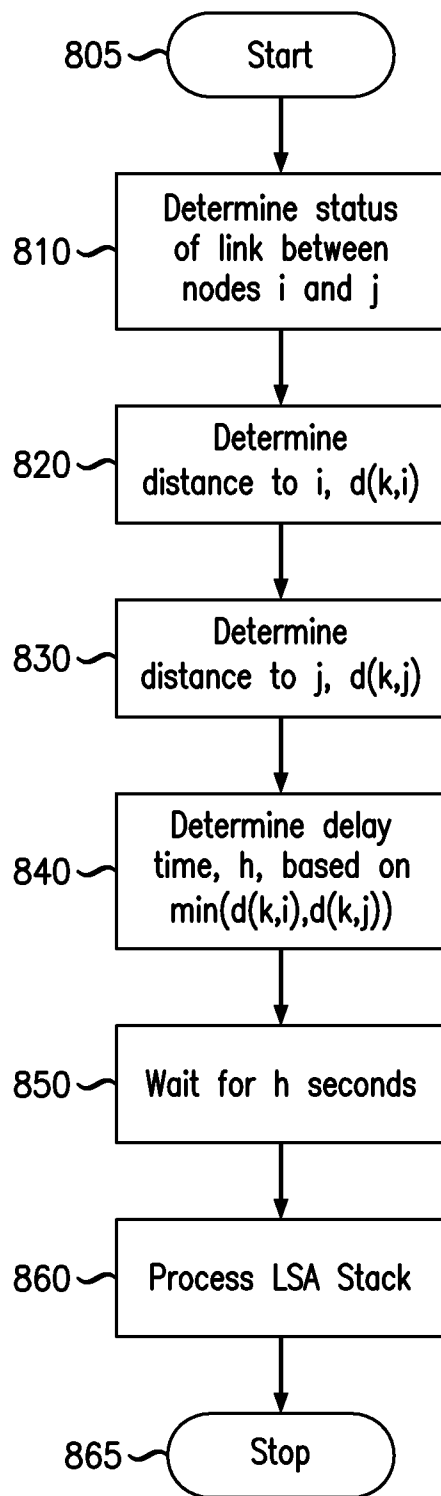 805
Start
810
Determine status
of link between
nodes i and j
820
Determine
distance to i, d(k,i)
830
Determine
distance to j, d(k,j)
840
Determine delay
time, h, based on
min(d(k,i),d(k,j))
850
Wait for h seconds
860
Process LSA Stack
865
Stop